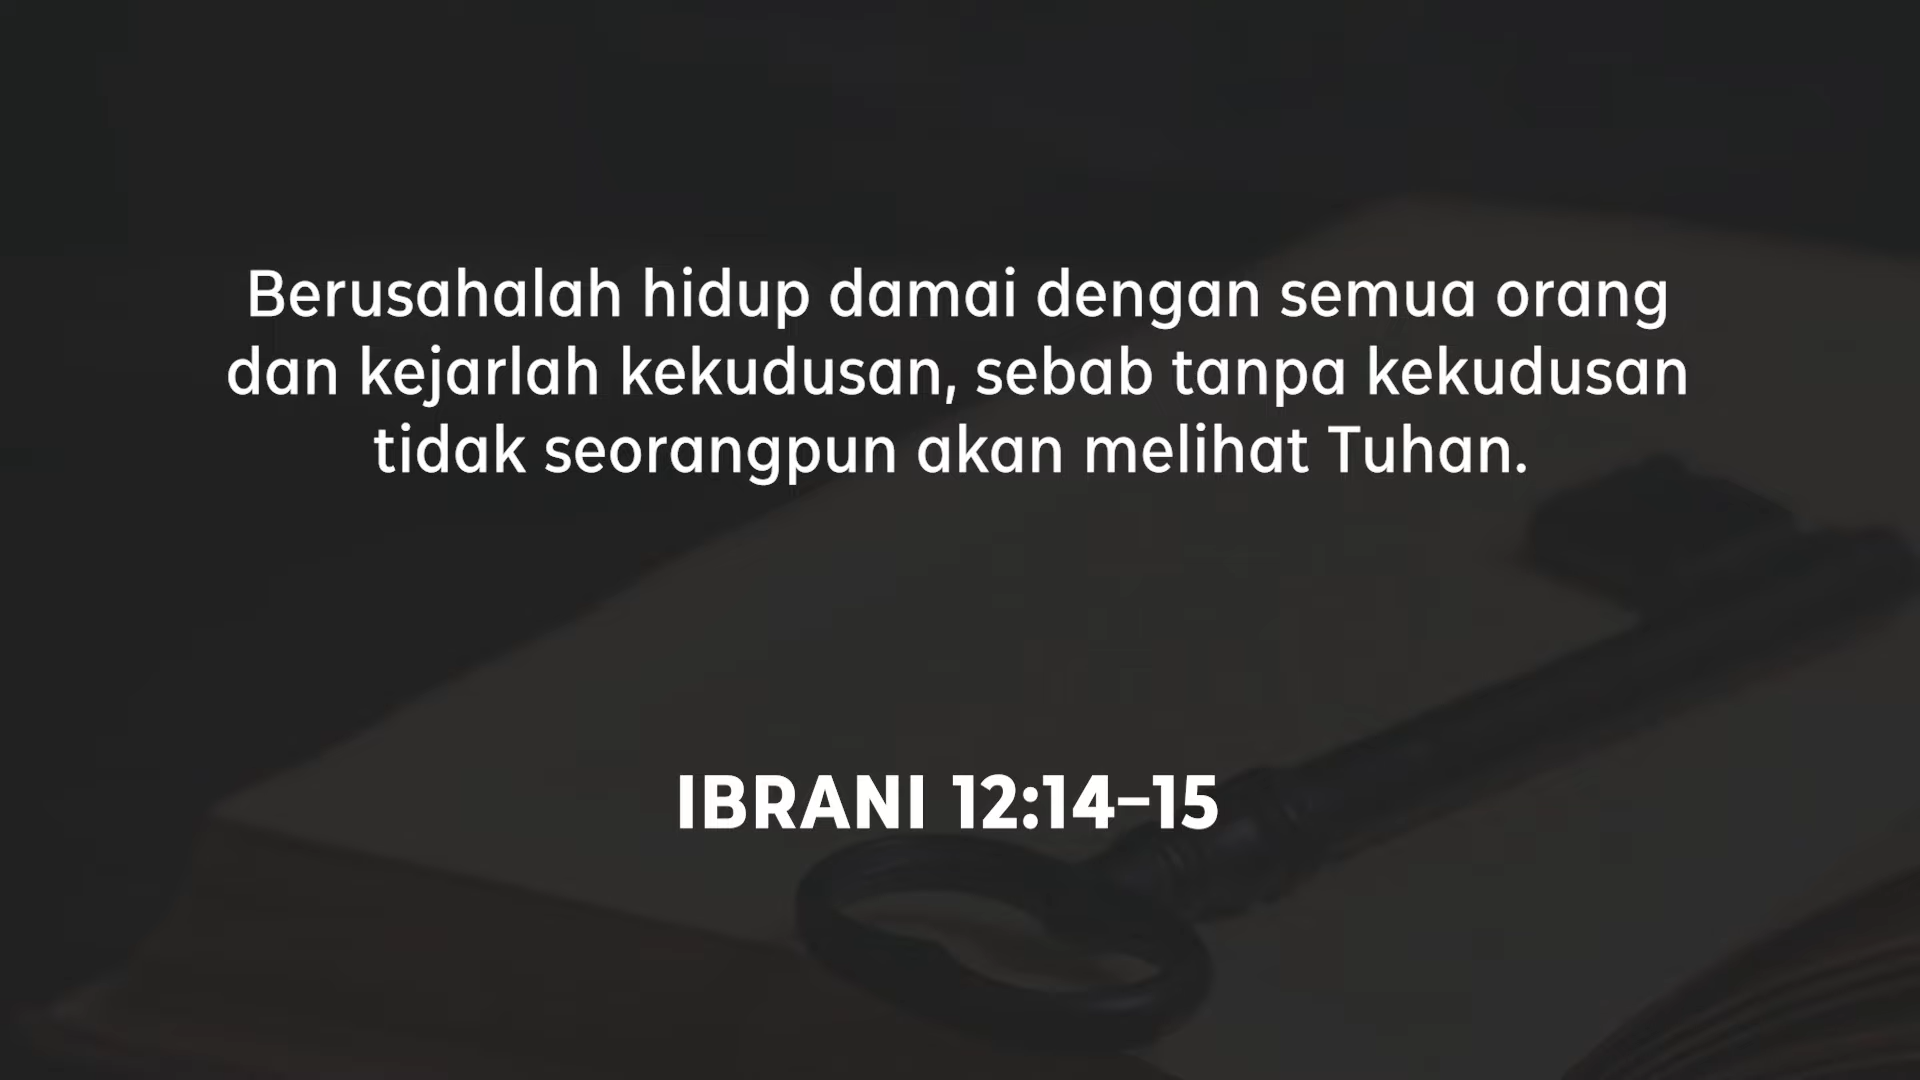 Berusahalah hidup damai dengan semua orang
dan kejarlah kekudusan, sebab tanpa kekudusan
tidak seorangpun akan melihat Tuhan.
IBRANI 12:14–15